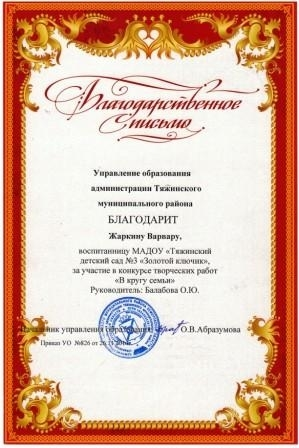 Благодарственное
письмо
Управление образования
администрации Тяжинского
муниципального района
БЛАГОДАРИТ
Жаркину Варвару,
воспитанницу МАДОУ «Тяжинский
детский сад №3 «Золотой ключик»,
за участие в конкурсе творческих работ
«В кругу семьи»
Руководитель: Балабова О.Ю.
Начальник управления образования О.В.Абразумова
Приказ УО №826 от